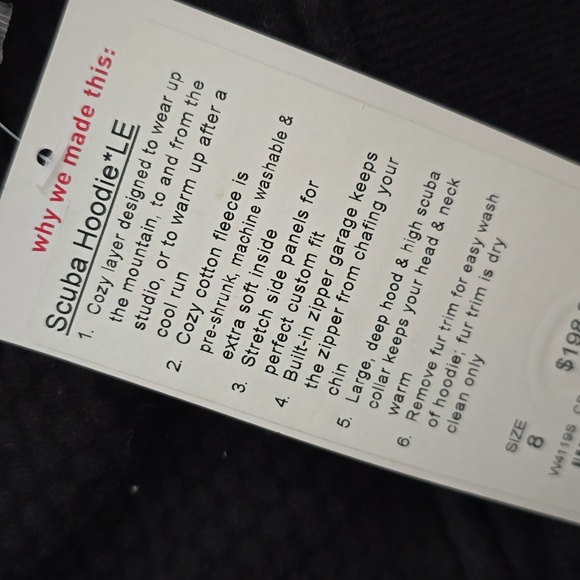 why we made this:
Scuba Hoodie*LE
1. Cozy layer designed to wear up
the mountain, to and from the
studio, or to warm up after a
cool run
2. Cozy cotton fleece is
pre-shrunk, machine washable &
extra soft inside
3. Stretch side panels for
perfect custom fit
4. Built-in zipper garage keeps
the zipper from chafing your
chin
5. Large, deep hood & high scuba
collar keeps your head & neck
warm
6. Remove fur trim for easy wash
of hoodie; fur trim is dry
clean only
SIZE
8
$198
W4119S